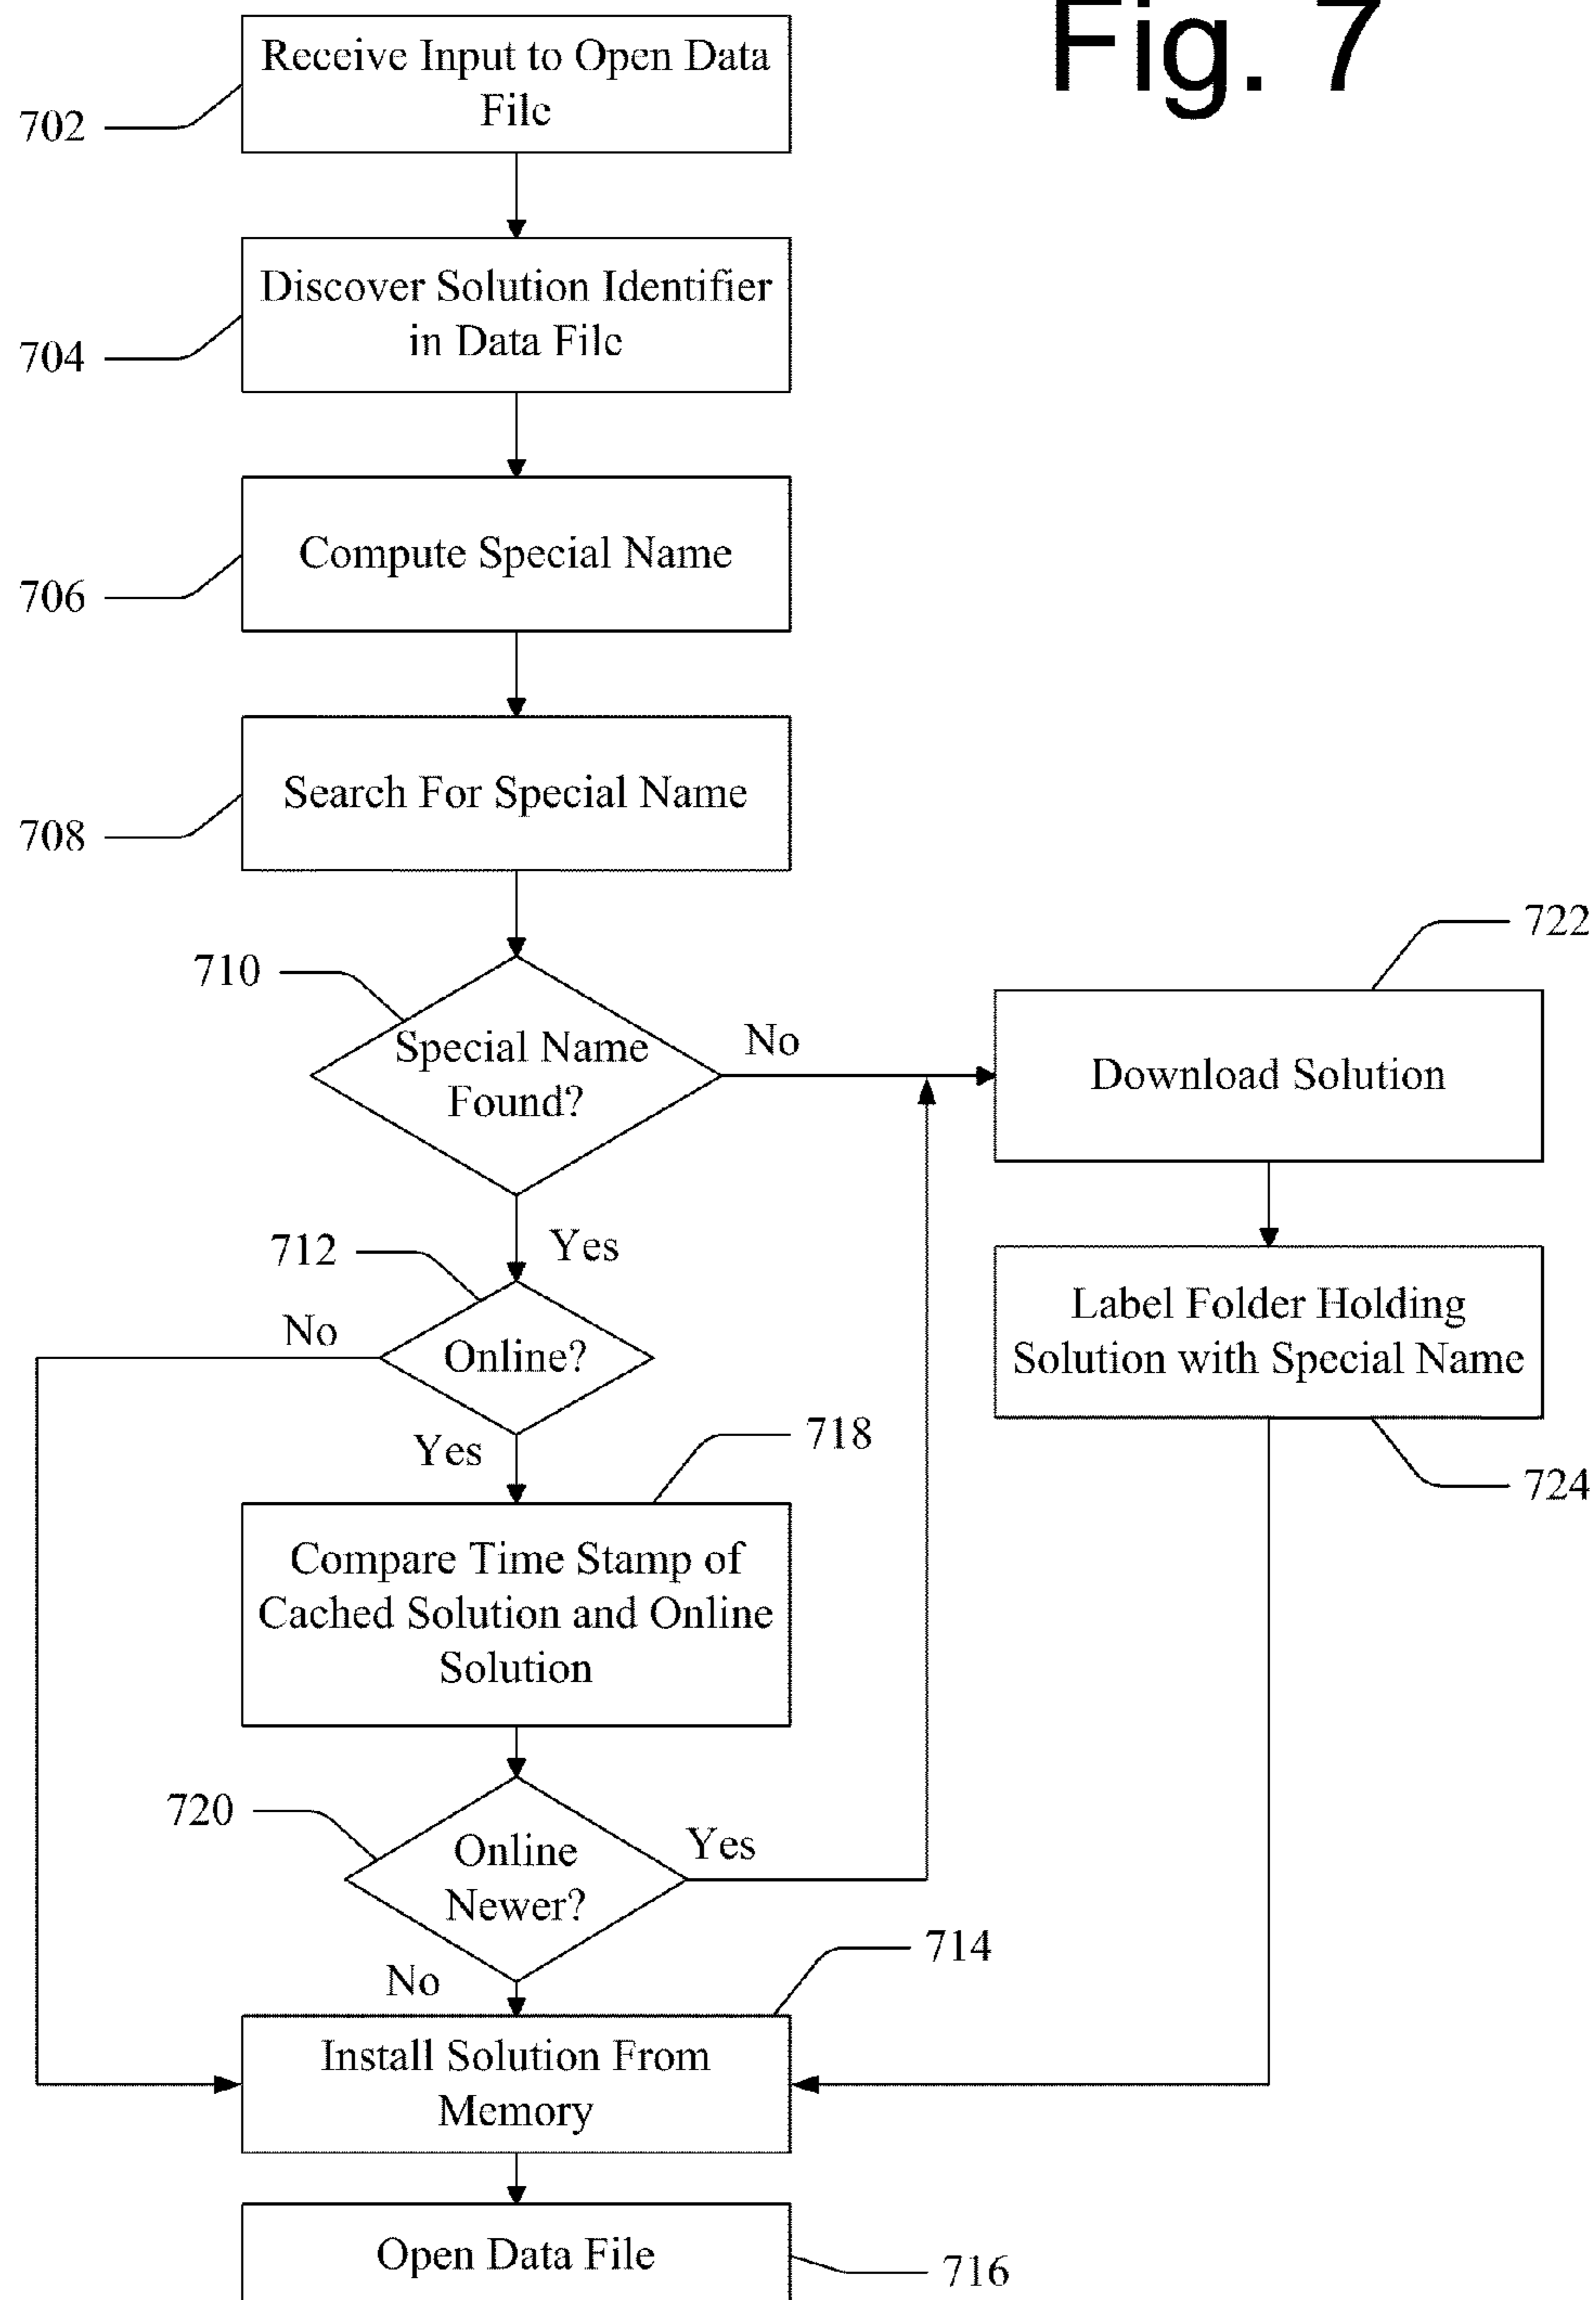 Fig. 7
Receive Input to Open Data
File
702
Discover Solution Identifier
in Data File
704
Compute Special Name
706
Search For Special Name
708
710
Special Name
Found?
No
Yes
722
Download Solution
712
Online?
No
Yes
Label Folder Holding
Solution with Special Name
724
718
Compare Time Stamp of
Cached Solution and Online
Solution
720
Online
Newer?
Yes
No
714
Install Solution From
Memory
Open Data File
716